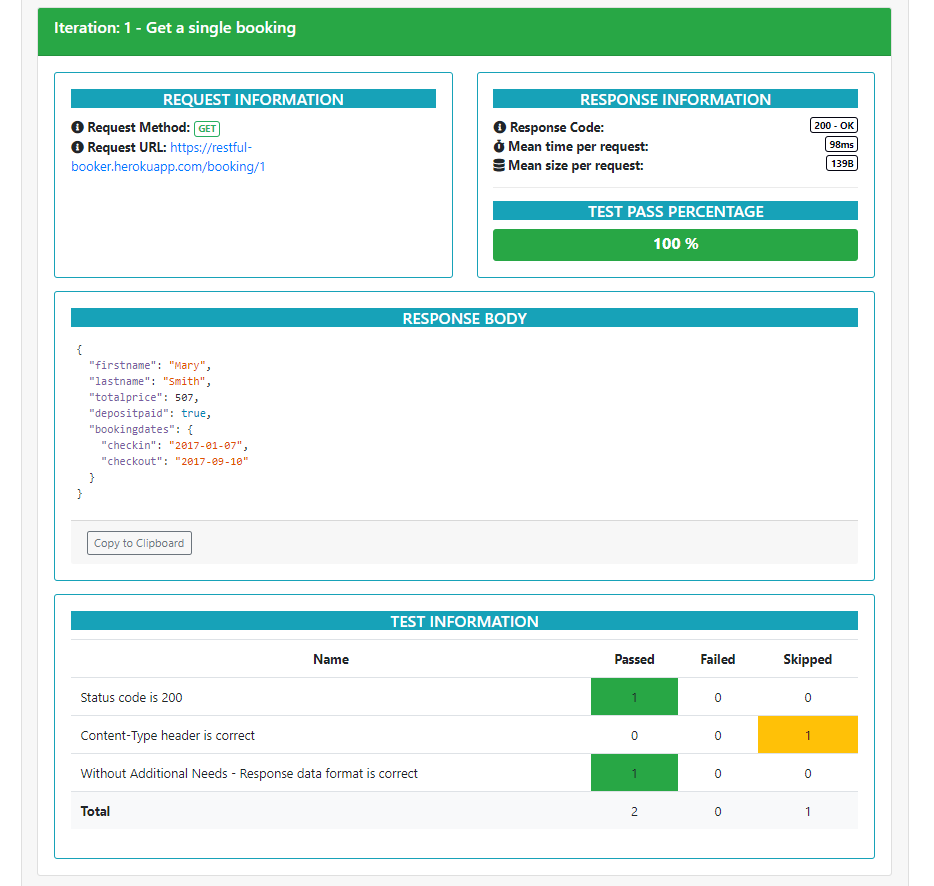 Iteration: 1 - Get a single booking
REQUEST INFORMATION
Request Method: GET
Request URL: https://restful-
booker.herokuapp.com/booking/1
RESPONSE INFORMATION
Response Code: 200 - OK
Mean time per request: 98ms
Mean size per request: 139B
TEST PASS PERCENTAGE
100 %
RESPONSE BODY
{
  "firstname": "Mary",
  "lastname": "Smith",
  "totalprice": 507,
  "depositpaid": true,
  "bookingdates": {
    "checkin": "2017-01-07",
    "checkout": "2017-09-10"
  }
}
Copy to Clipboard
TEST INFORMATION
Name Passed Failed Skipped
Status code is 200 1 0 0
Content-Type header is correct 0 0 1
Without Additional Needs - Response data format is correct 1 0 0
Total 2 0 1